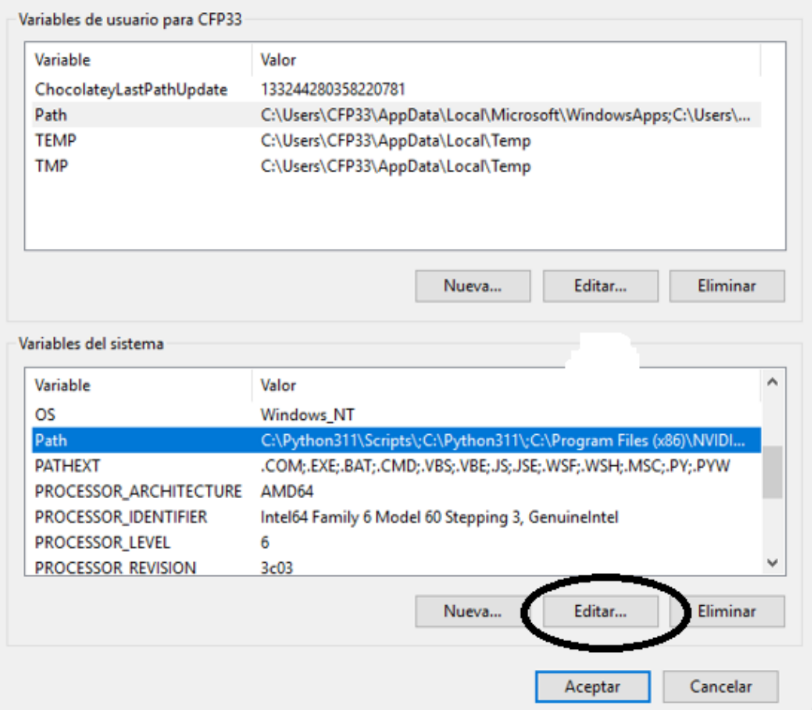 Variables de usuario para CFP33
Variable Valor
ChocolateyLastPathUpdate 133244280358220781
Path C:\Users\CFP33\AppData\Local\Microsoft\WindowsApps;C:\Users\...
TEMP C:\Users\CFP33\AppData\Local\Temp
TMP C:\Users\CFP33\AppData\Local\Temp
Nueva... Editar... Eliminar
Variables del sistema
Variable Valor
OS Windows_NT
Path C:\Python311\Scripts\;C:\Python311\;C:\Program Files (x86)\NVIDI...
PATHEXT .COM;.EXE;.BAT;.CMD;.VBS;.VBE;.JS;.JSE;.WSF;.WSH;.MSC;.PY;.PYW
PROCESSOR_ARCHITECTURE AMD64
PROCESSOR_IDENTIFIER Intel64 Family 6 Model 60 Stepping 3, GenuineIntel
PROCESSOR_LEVEL 6
PROCESSOR_REVISION 3c03
Nueva... Editar... Eliminar
Aceptar Cancelar